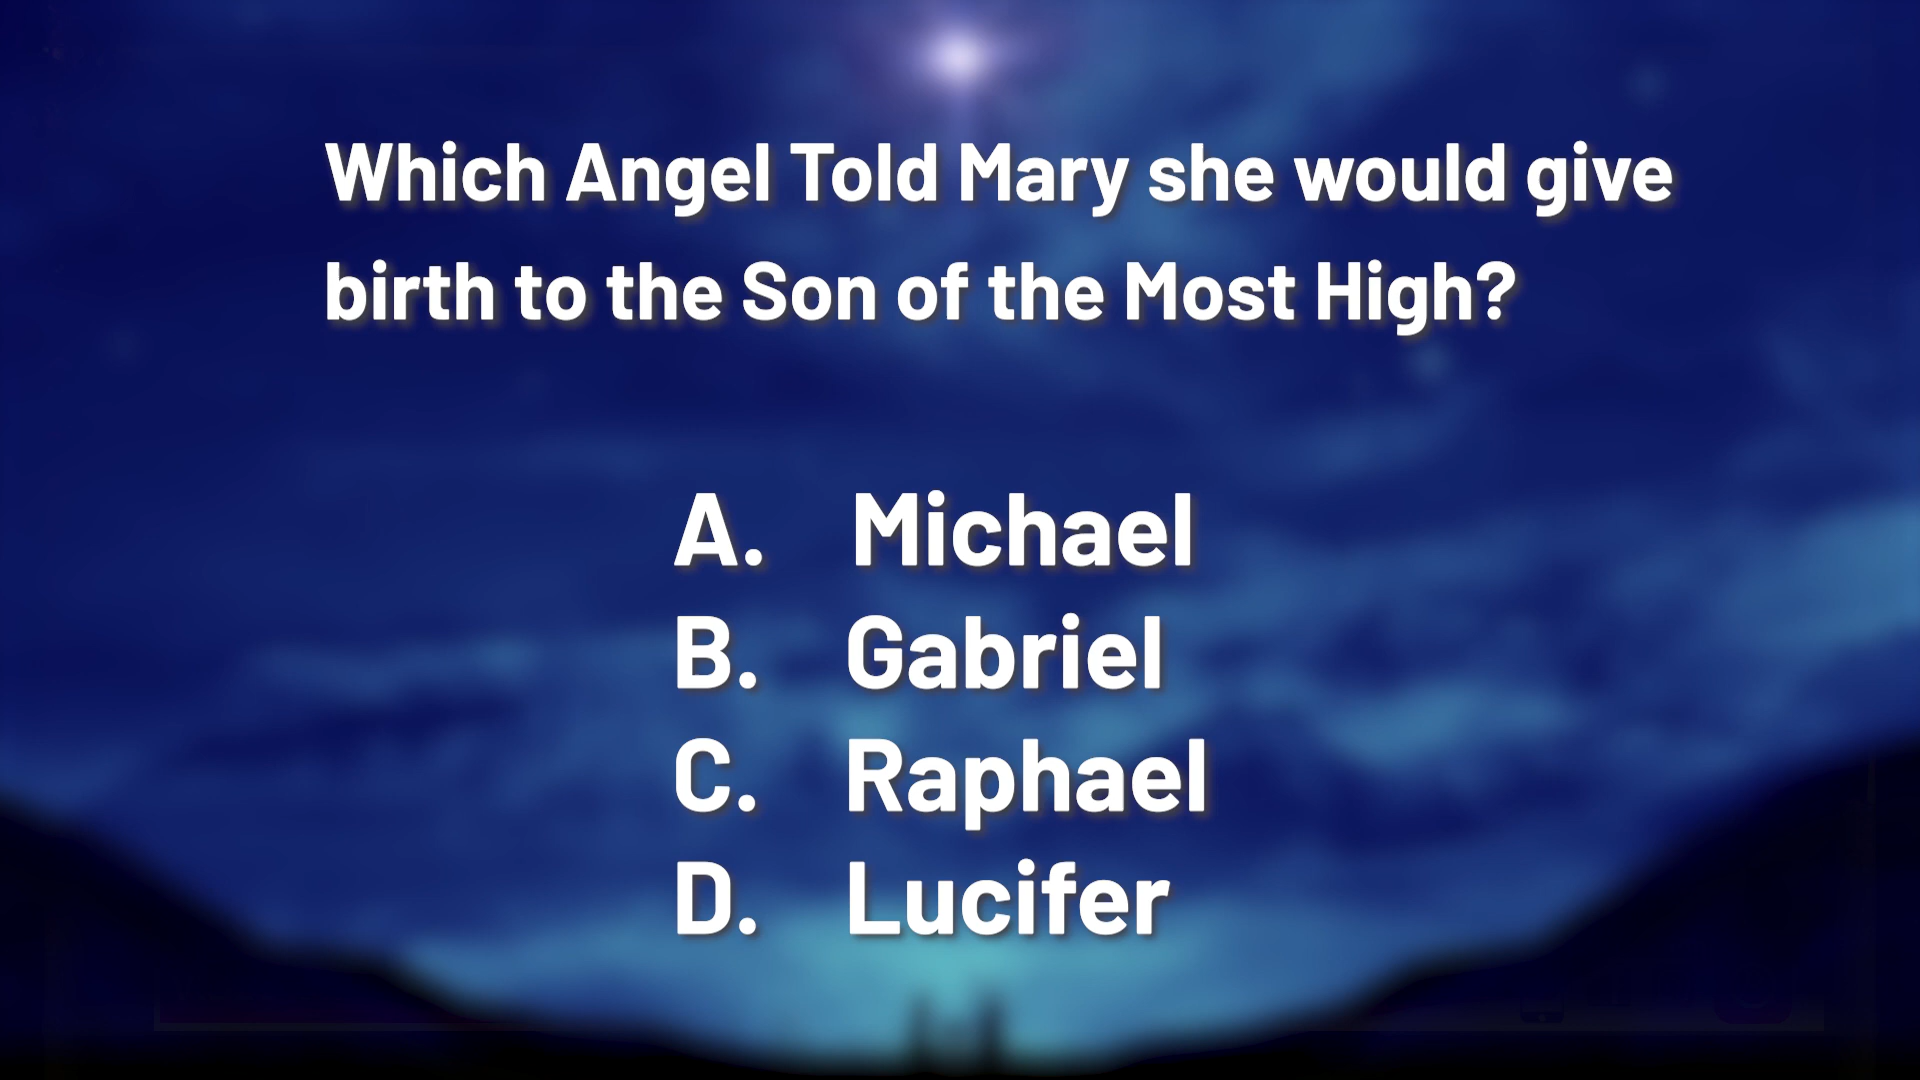 Which Angel Told Mary she would give
birth to the Son of the Most High?
A. Michael
B. Gabriel
C. Raphael
D. Lucifer